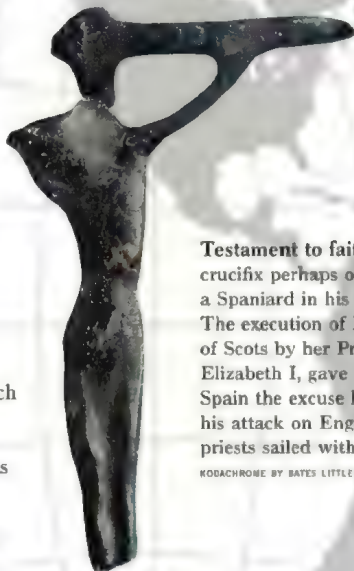 Testament to fai
crucifix perhaps o
a Spaniard in his
The execution of
of Scots by her Pr
Elizabeth I, gave
Spain the excuse
his attack on Eng
priests sailed with
KODACHROME BY BATES LITTLE
ch
s